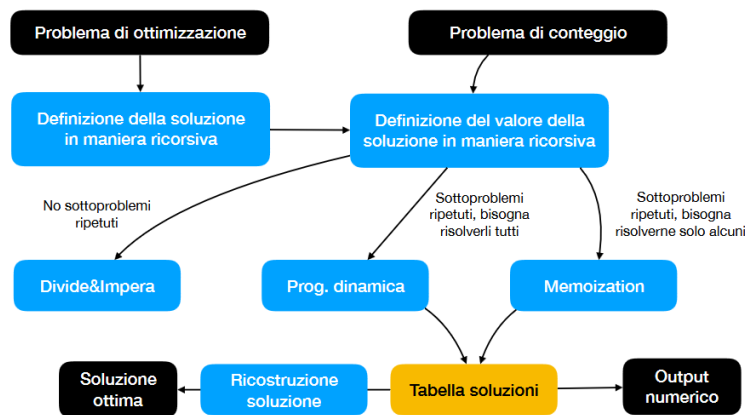 Problema di ottimizzazione
Problema di conteggio
Definizione della soluzione
in maniera ricorsiva
Definizione del valore della
soluzione in maniera ricorsiva
No sottoproblemi
ripetuti
Sottoproblemi
ripetuti, bisogna
risolverli tutti
Sottoproblemi
ripetuti, bisogna
risolverne solo alcuni
Divide&Impera
Prog. dinamica
Memoization
Soluzione
ottima
Ricostruzione
soluzione
Tabella soluzioni
Output
numerico